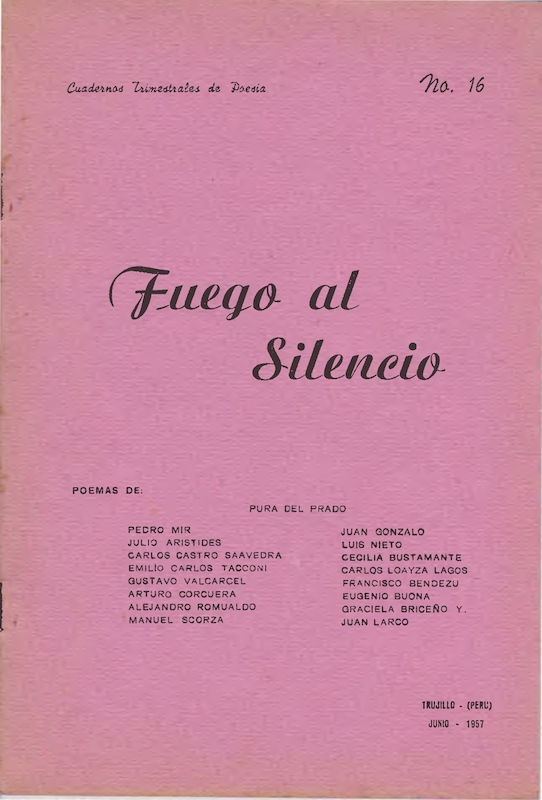 Cuadernos Trimestrales de Poesía
No. 16
Fuego al
Silencio
POEMAS DE:
PURA DEL PRADO
PEDRO MIR
JULIO ARISTIDES
CARLOS CASTRO SAAVEDRA
EMILIO CARLOS TACCONI
GUSTAVO VALCARCEL
ARTURO CORCUERA
ALEJANDRO ROMUALDO
MANUEL SCORZA
JUAN GONZALO
LUIS NIETO
CECILIA BUSTAMANTE
CARLOS LOAYZA LAGOS
FRANCISCO BENDEZU
EUGENIO BUONA
GRACIELA BRICEÑO Y.
JUAN LARCO
TRUJILLO - (PERU)
JUNIO - 1957